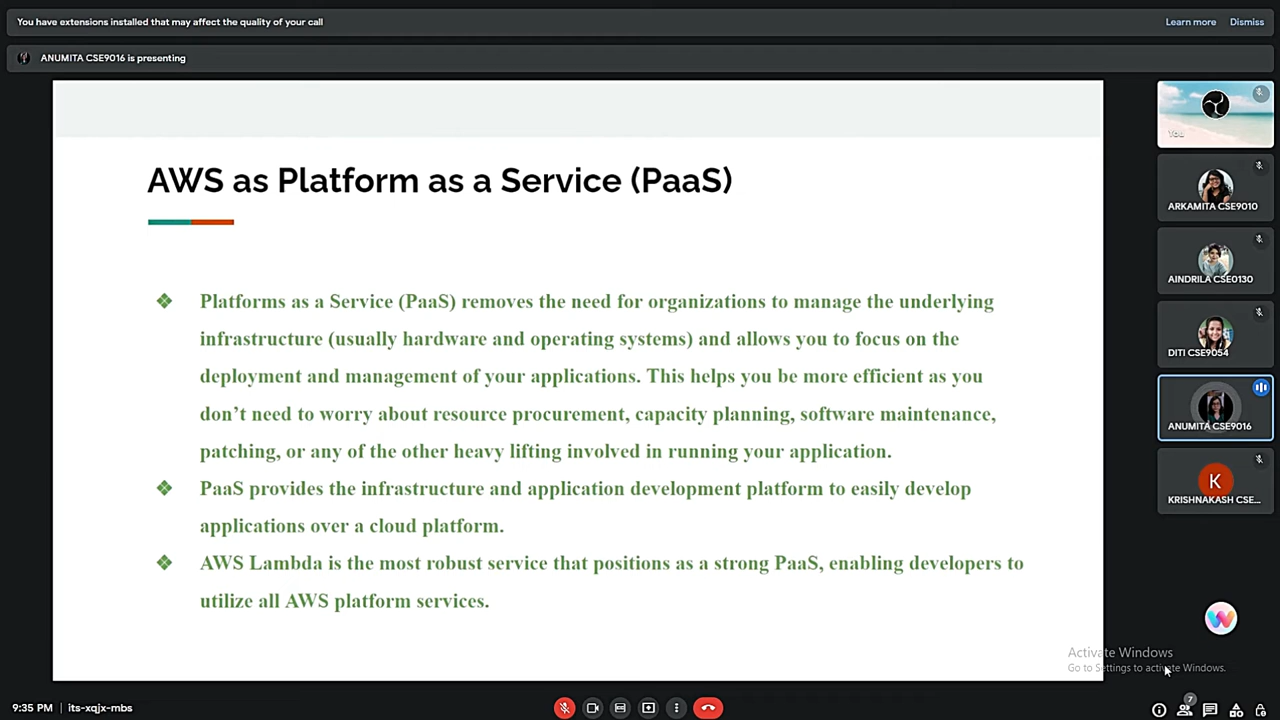 You have extensions installed that may affect the quality of your call
Learn more
Dismiss
ANUMITA CSE9016 is presenting
AWS as Platform as a Service (PaaS)
❖ Platforms as a Service (PaaS) removes the need for organizations to manage the underlying
infrastructure (usually hardware and operating systems) and allows you to focus on the
deployment and management of your applications. This helps you be more efficient as you
don’t need to worry about resource procurement, capacity planning, software maintenance,
patching, or any of the other heavy lifting involved in running your application.
❖ PaaS provides the infrastructure and application development platform to easily develop
applications over a cloud platform.
❖ AWS Lambda is the most robust service that positions as a strong PaaS, enabling developers to
utilize all AWS platform services.
You
ARKAMITA CSE9010
AINDRILA CSE0130
DITI CSE9054
ANUMITA CSE9016
K
KRISHNAKASH CSE...
W
Activate Windows
Go to Settings to activate Windows.
9:35 PM | its-xqjx-mbs
7